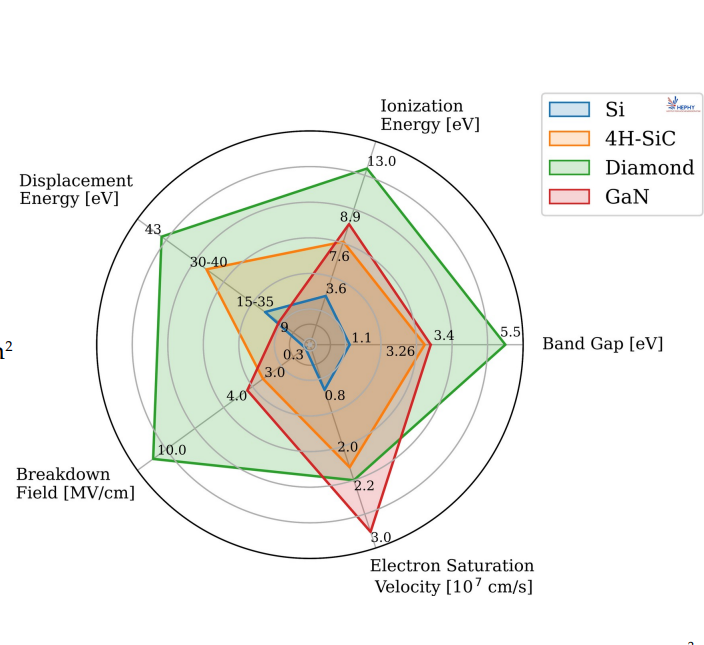 Si
HEPHY
4H-SiC
Diamond
GaN
Ionization
Energy [eV]
13.0
Displacement
Energy [eV]
43
8.9
30-40
7.6
15-35
3.6
9
1.1
3.4
5.5
Band Gap [eV]
3.26
0.3
3.0
4.0
0.8
2.0
10.0
2.2
Breakdown
Field [MV/cm]
3.0
Electron Saturation
Velocity [10⁷ cm/s]
2